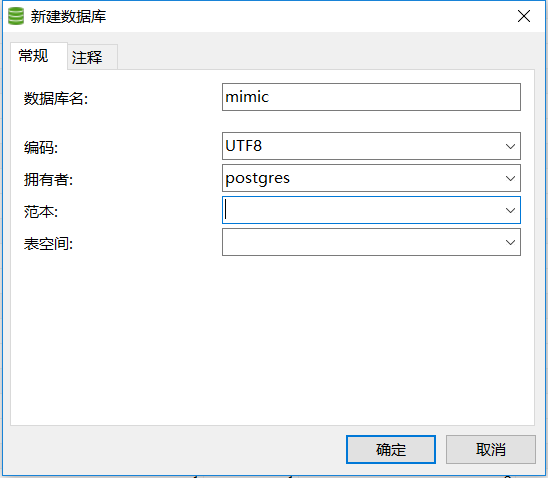 新建数据库
常规
注释
数据库名:
mimic
编码:
UTF8
拥有者:
postgres
范本:
表空间:
确定
取消